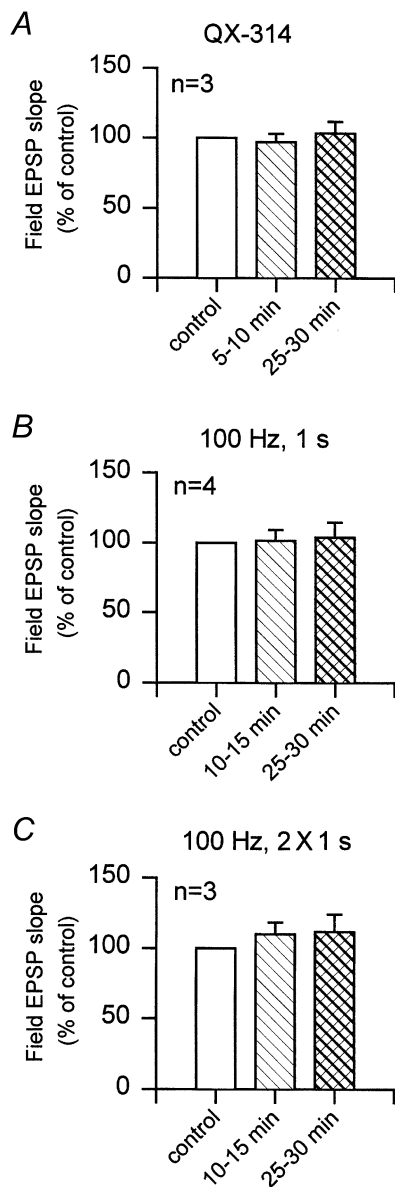 A
QX-314
150
n=3
100
50
0
Field EPSP slope
(% of control)
control
5-10 min
25-30 min
B
100 Hz, 1 s
150
n=4
100
50
0
Field EPSP slope
(% of control)
control
10-15 min
25-30 min
C
100 Hz, 2 X 1 s
150
n=3
100
50
0
Field EPSP slope
(% of control)
control
10-15 min
25-30 min